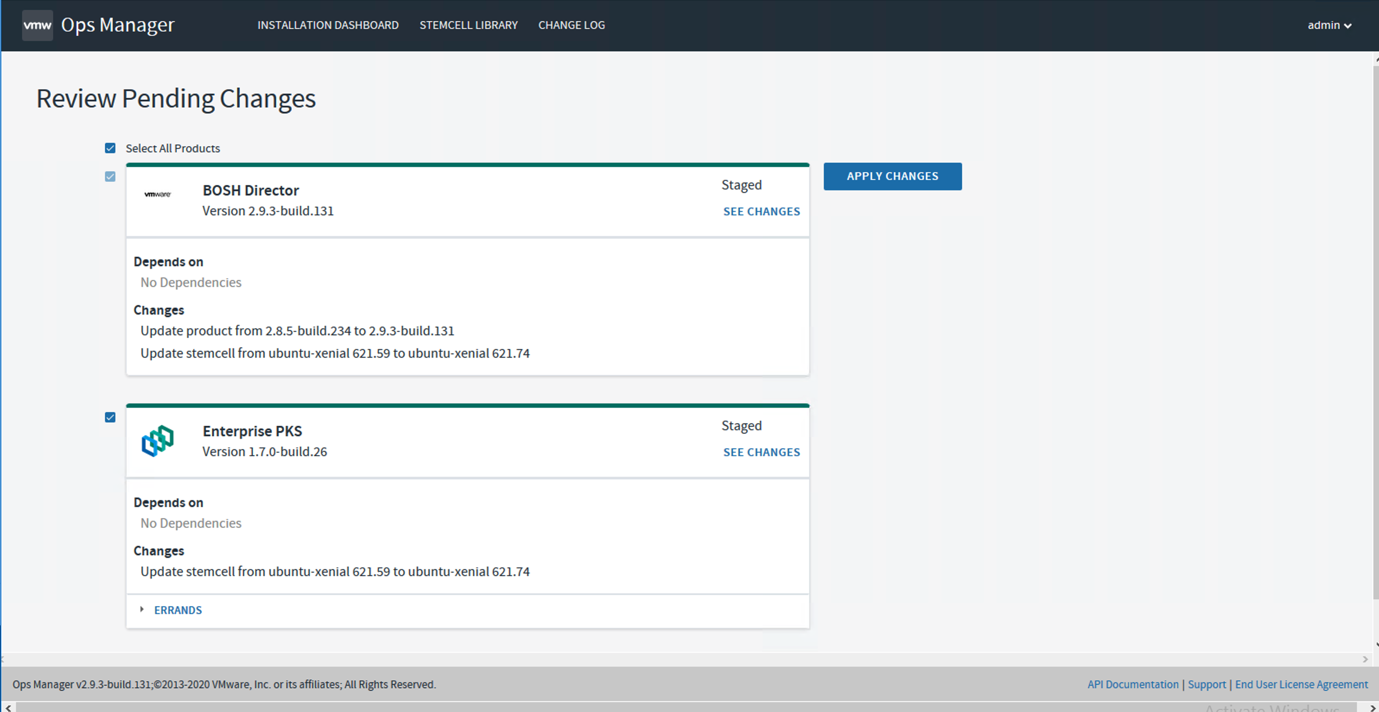 vmw Ops Manager INSTALLATION DASHBOARD STEMCELL LIBRARY CHANGE LOG admin
Review Pending Changes
Select All Products
vmware BOSH Director Staged APPLY CHANGES
Version 2.9.3-build.131 SEE CHANGES
Depends on
No Dependencies
Changes
Update product from 2.8.5-build.234 to 2.9.3-build.131
Update stemcell from ubuntu-xenial 621.59 to ubuntu-xenial 621.74
Enterprise PKS Staged
Version 1.7.0-build.26 SEE CHANGES
Depends on
No Dependencies
Changes
Update stemcell from ubuntu-xenial 621.59 to ubuntu-xenial 621.74
ERRANDS
Ops Manager v2.9.3-build.131;©2013-2020 VMware, Inc. or its affiliates; All Rights Reserved. API Documentation | Support | End User License Agreement
Activate Windows